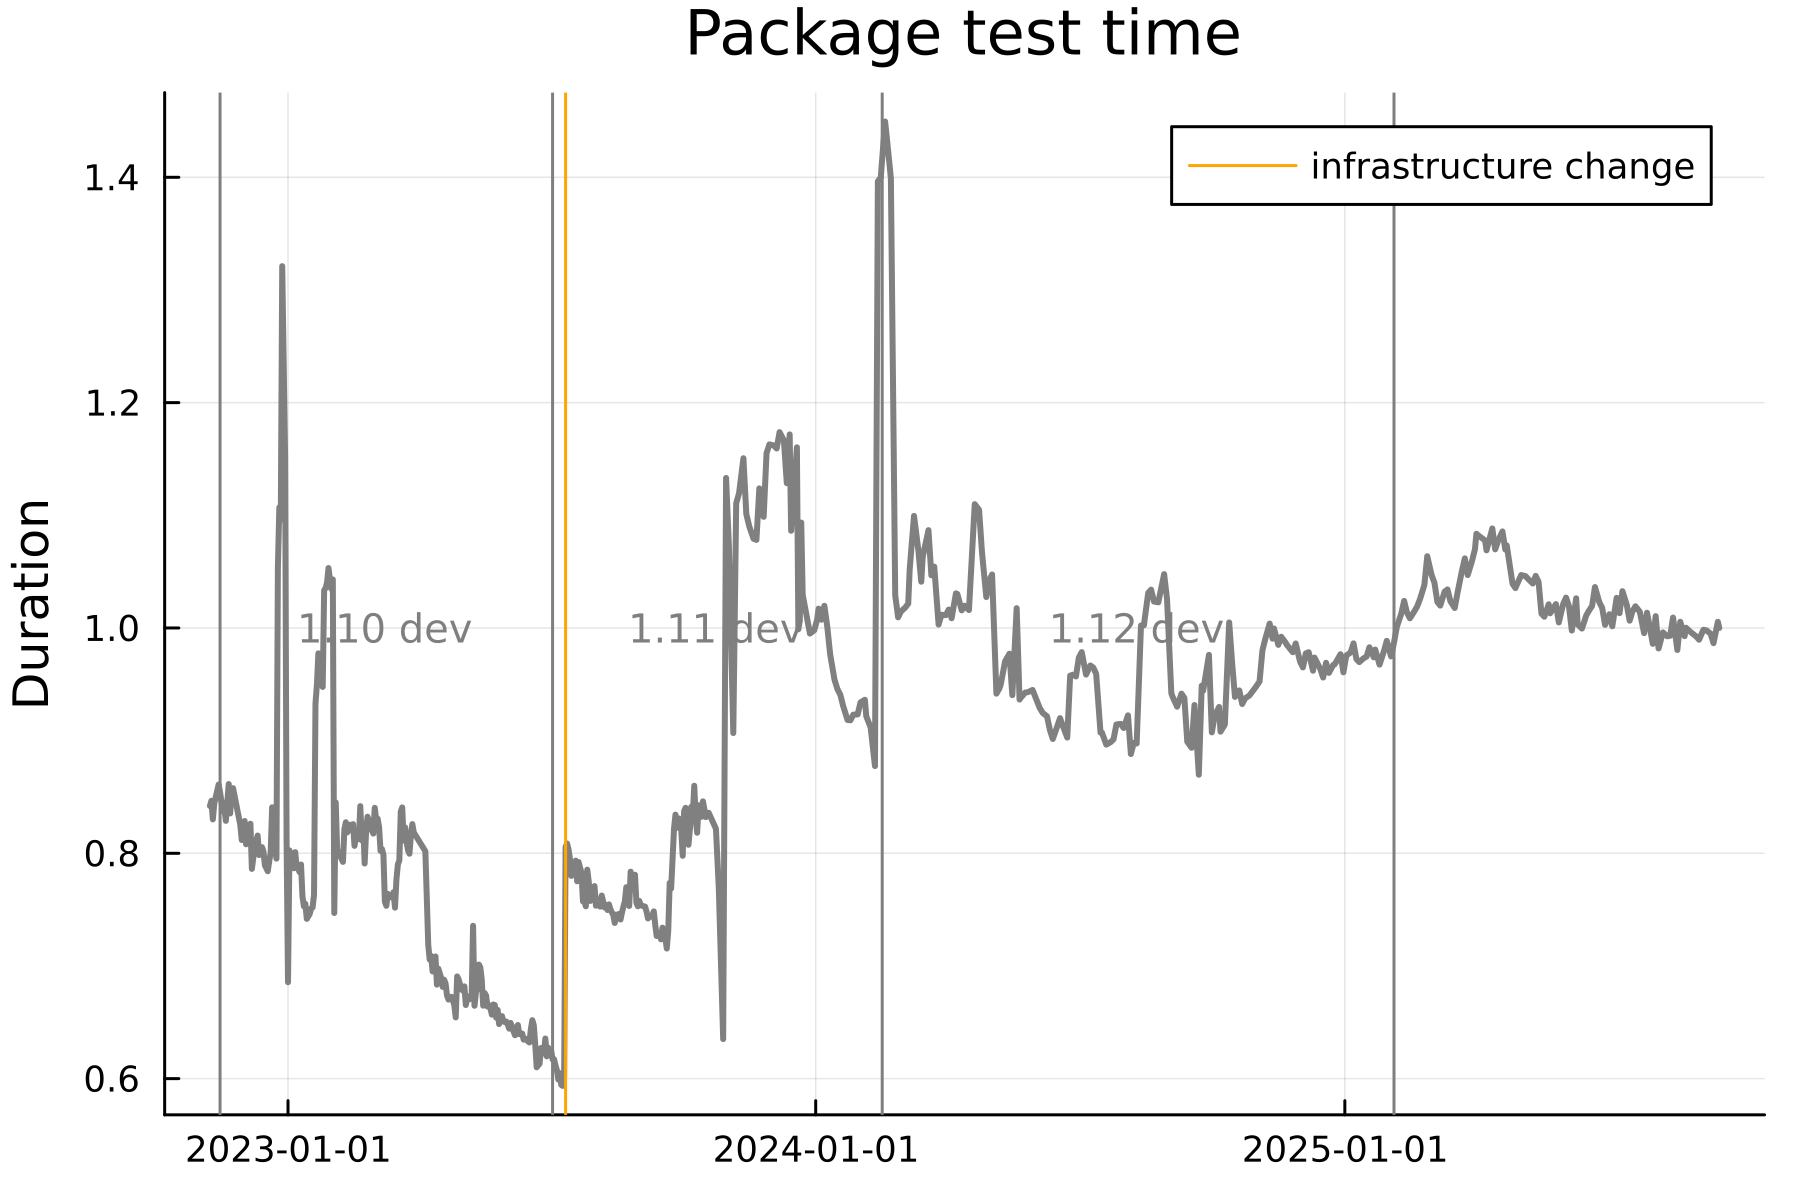 Package test time
infrastructure change
1.4
1.2
1.0
0.8
0.6
Duration
1.10 dev
1.11 dev
1.12 dev
2023-01-01
2024-01-01
2025-01-01